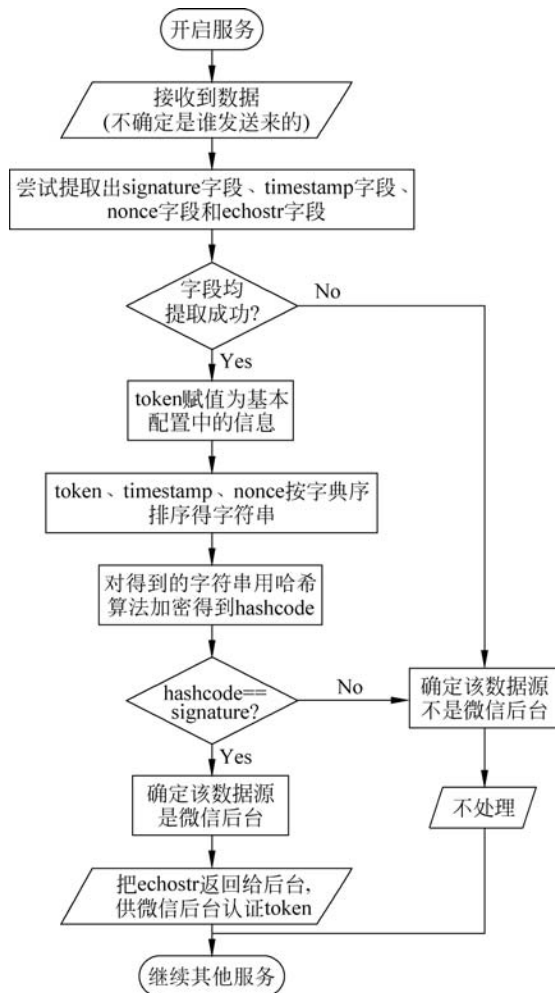 开启服务
接收到数据
(不确定是谁发送来的)
尝试提取出signature字段、timestamp字段、
nonce字段和echostr字段
字段均
提取成功?
No
Yes
token赋值为基本
配置中的信息
token、timestamp、nonce按字典序
排序得字符串
对得到的字符串用哈希
算法加密得到hashcode
hashcode==
signature?
No
确定该数据源
不是微信后台
Yes
确定该数据源
是微信后台
不处理
把echostr返回给后台,
供微信后台认证token
继续其他服务